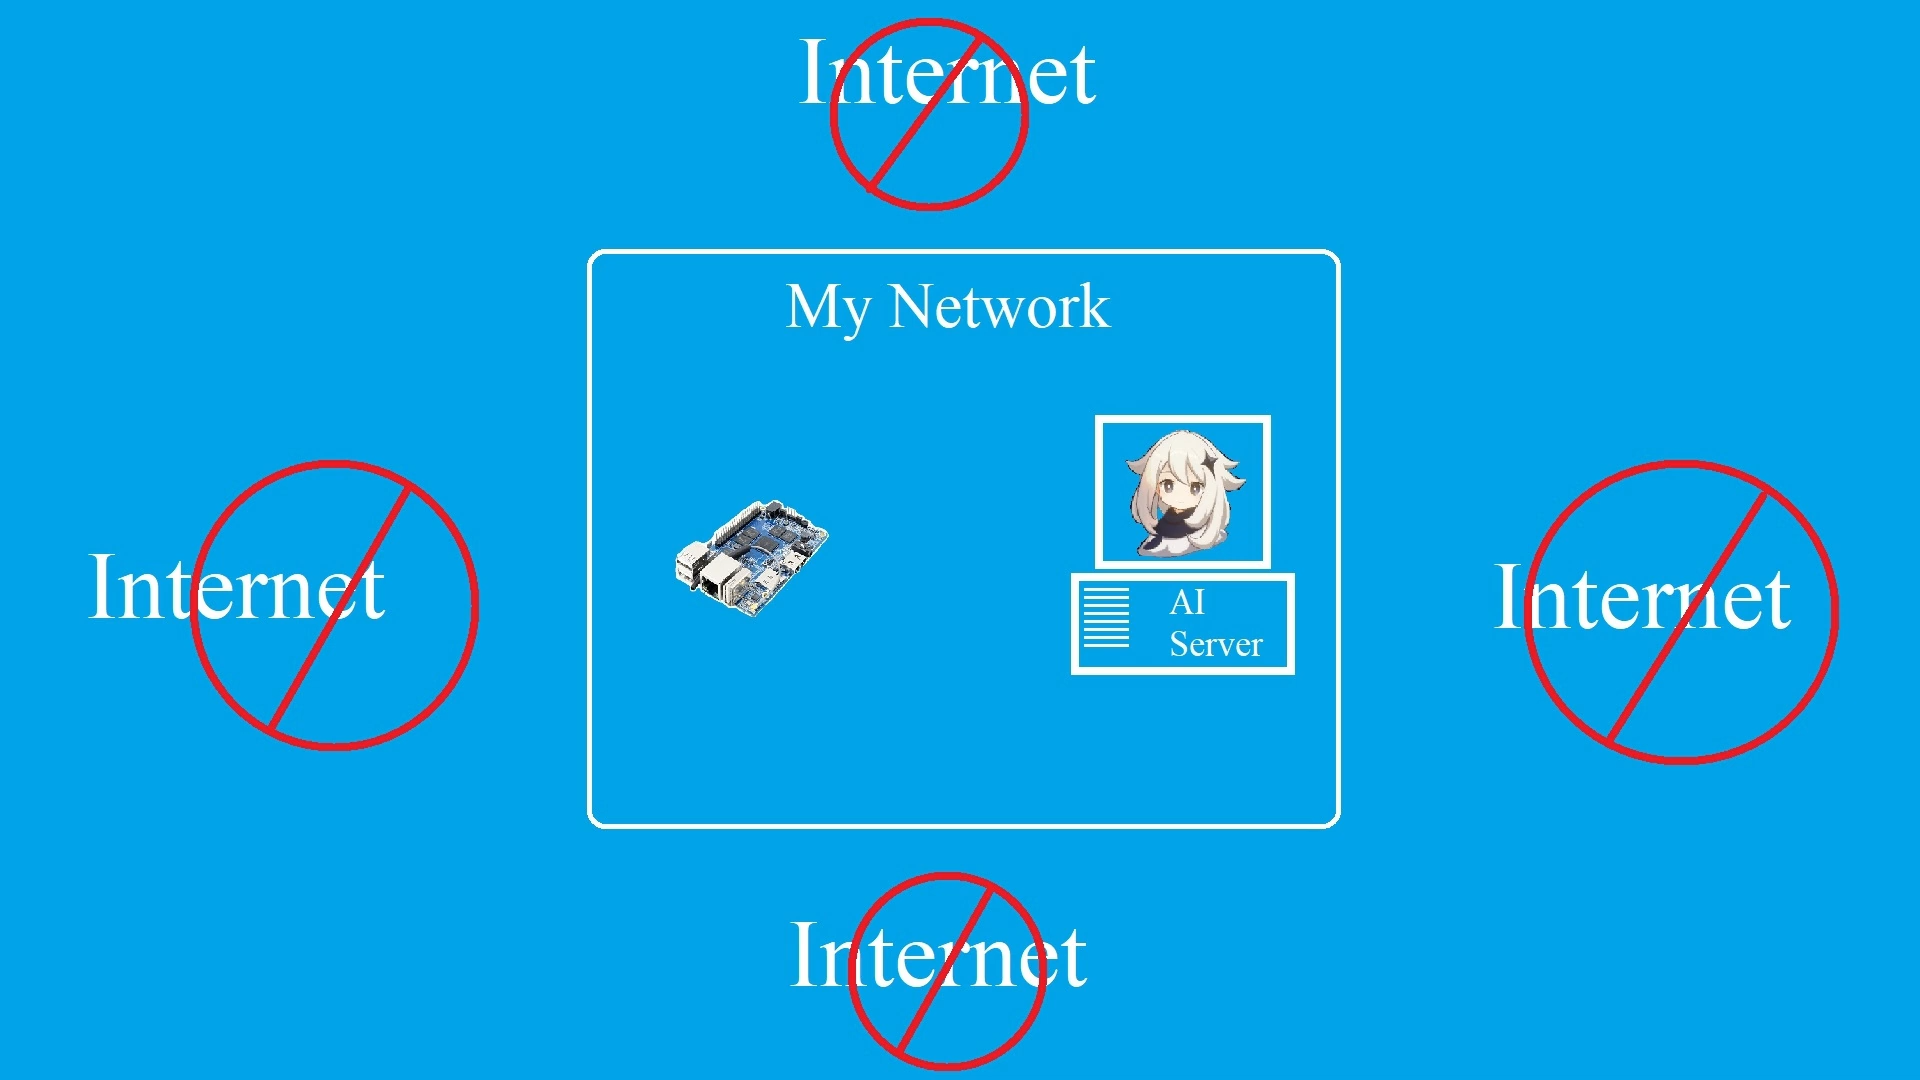 Internet
My Network
Internet
AI
Server
Internet
Internet